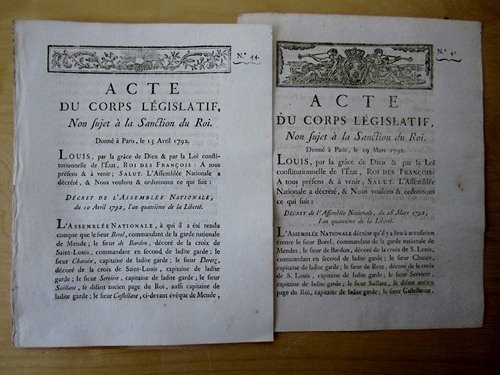 N.° 44.
ACTE
DU CORPS LÉGISLATIF,
Non sujet à la Sanction du Roi.
Donné à Paris, le 13 Avril 1792.
LOUIS, par la grâce de Dieu & par la Loi consti-
tutionnelle de l'État, ROI DES FRANÇOIS: A tous
présens & à venir; SALUT. L'Assemblée Nationale a
décrété, & Nous voulons & ordonnons ce qui suit:
DÉCRET DE L'ASSEMBLÉE NATIONALE,
du 10 Avril 1792, l'an quatrième de la Liberté.
L'ASSEMBLÉE NATIONALE, à qui il a été rendu
compte que le sieur Borel, commandant de la garde nationale
de Mende; le sieur de Bardon, décoré de la croix de
Saint-Louis, commandant en second de ladite garde; le
sieur Charaix, capitaine de ladite garde; le sieur
décoré de la croix de Saint-Louis, capitaine de ladite
garde; le sieur Servière, capitaine de ladite garde; le sieur
Saillant, se disant ancien page du Roi, aussi capitaine de
ladite garde; le sieur Castellane, ci-devant évêque de Mende,
N.° 41.
ACTE
DU CORPS LÉGISLATIF,
Non sujet à la Sanction du Roi.
Donné à Paris, le 29 Mars 1792.
LOUIS, par la grâce de Dieu & par la Loi
constitutionnelle de l'État, ROI DES FRANÇOIS: A
tous présens & à venir, SALUT. L'Assemblée
Nationale a décrété, & Nous voulons & ordonnons
ce qui suit:
Décret de l'Assemblée Nationale, du 28 Mars 1792,
l'an quatrième de la Liberté.
L'ASSEMBLÉE NATIONALE décrète qu'il y a lieu à accusation
contre les sieurs Borel, commandant de la garde nationale de
Mende; le sieur de Bardon, décoré de la croix de S. Louis,
commandant en second de ladite garde; le sieur
capitaine de ladite garde; le sieur de Retz, décoré de la croix
de S. Louis, capitaine de ladite garde; le sieur Servière,
capitaine de ladite garde; le sieur Saillant, se disant ancien
page du Roi, capitaine de ladite garde; le sieur Castellane,